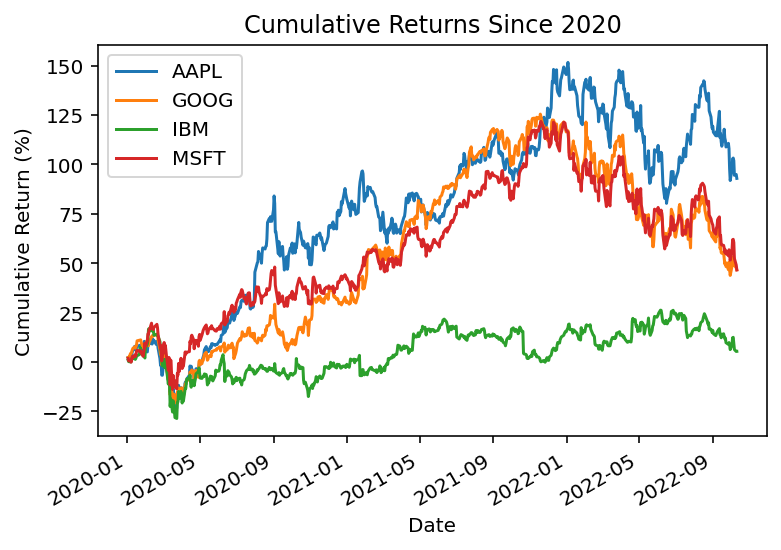 Cumulative Returns Since 2020
AAPL
GOOG
IBM
MSFT
Cumulative Return (%)
150
125
100
75
50
25
0
−25
2020-01
2020-05
2020-09
2021-01
2021-05
2021-09
2022-01
2022-05
2022-09
Date